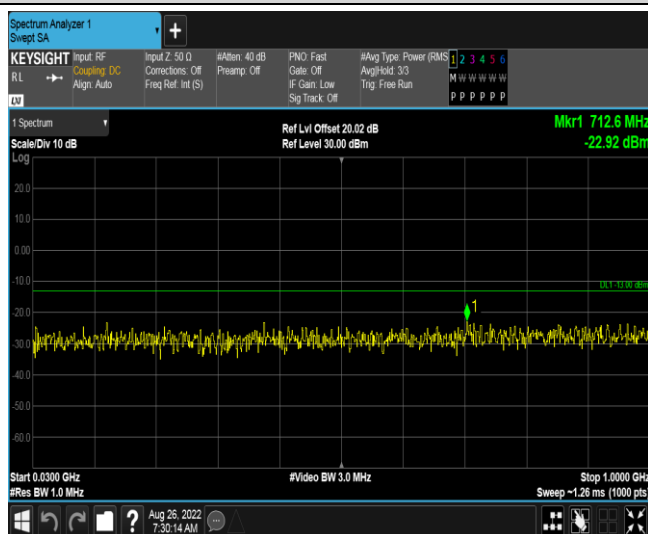 Spectrum Analyzer 1
Swept SA
+
KEYSIGHT
RL
LXI
Input: RF
Coupling: DC
Align: Auto
Input Z: 50 Ω
Corrections: Off
Freq Ref: Int (S)
#Atten: 40 dB
Preamp: Off
PNO: Fast
Gate: Off
IF Gain: Low
Sig Track: Off
#Avg Type: Power (RMS
Avg|Hold: 3/3
Trig: Free Run
1 2 3 4 5 6
M W W W W W
P P P P P P
1 Spectrum
Scale/Div 10 dB
Log
Ref Lvl Offset 20.02 dB
Ref Level 30.00 dBm
Mkr1 712.6 MHz
-22.92 dBm
20.0
10.0
0.00
-10.0
DL1 -13.00 dBm
1
-20.0
-30.0
-40.0
-50.0
-60.0
Start 0.0300 GHz
#Video BW 3.0 MHz
Stop 1.0000 GHz
#Res BW 1.0 MHz
Sweep ~1.26 ms (1000 pts)
?
Aug 26, 2022
7:30:14 AM